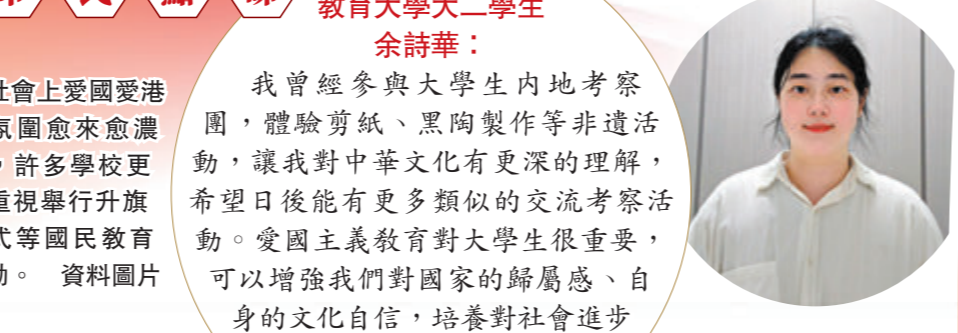 教育大學大二學生
余詩華：
我曾經參與大學生內地考察
團，體驗剪紙、黑陶製作等非遺活
動，讓我對中華文化有更深的理解，
希望日後能有更多類似的交流考察活
動。愛國主義教育對大學生很重要，
可以增強我們對國家的歸屬感、自
身的文化自信，培養對社會進步
社會上愛國愛港
氛圍愈來愈濃
，許多學校更
重視舉行升旗
式等國民教育
動。　資料圖片